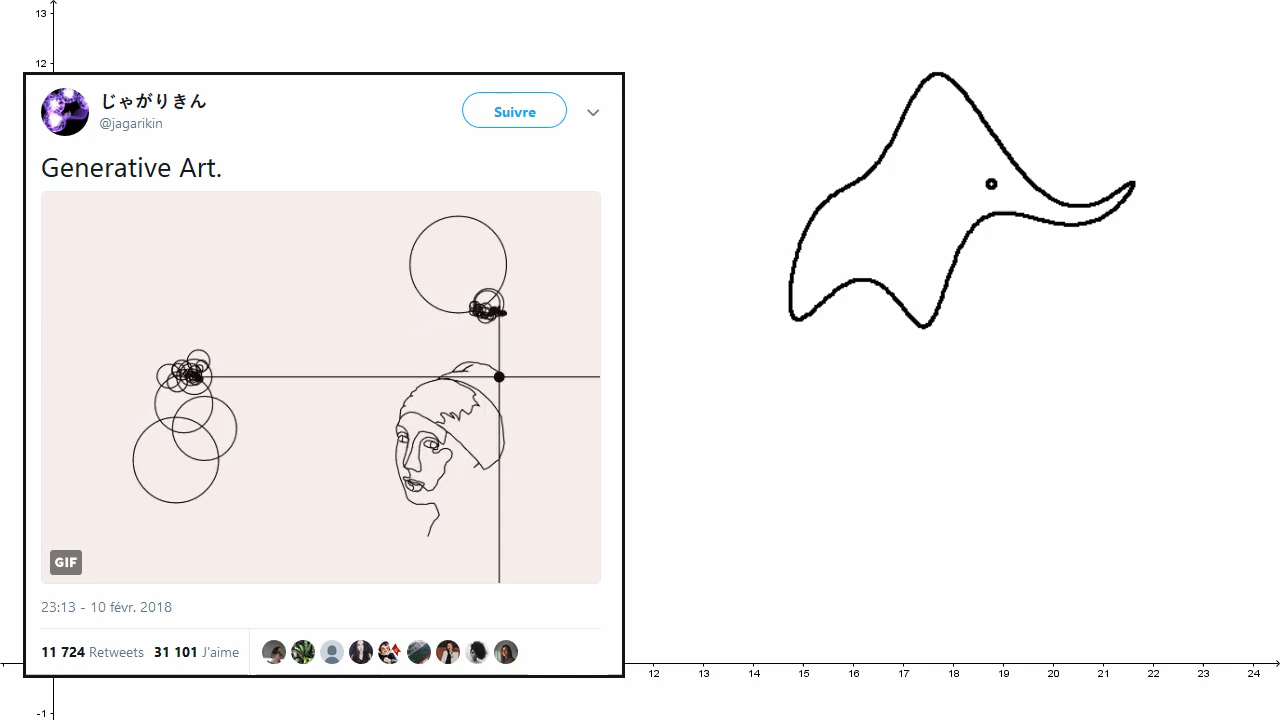 13
12
じゃがりきん
@jagarikin
Suivre
Generative Art.
GIF
23:13 - 10 févr. 2018
11 724 Retweets 31 101 J'aime
12 13 14 15 16 17 18 19 20 21 22 23 24
-1